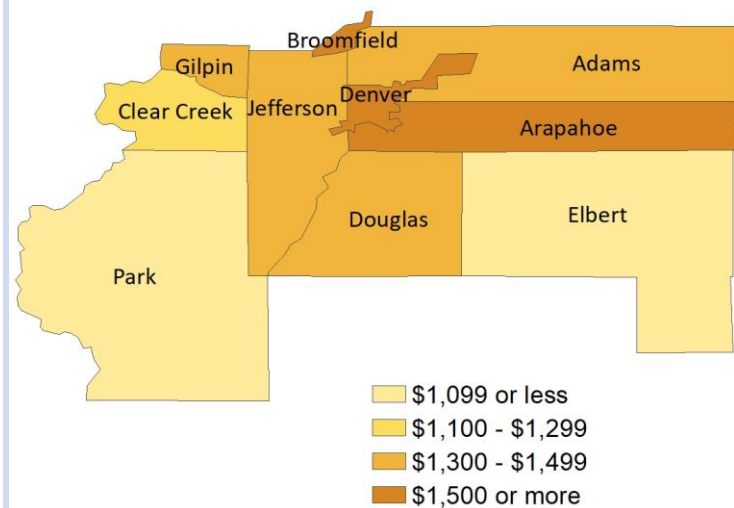 Broomfield
Gilpin
Adams
Denver
Clear Creek
Jefferson
Arapahoe
Douglas
Elbert
Park
$1,099 or less
$1,100 - $1,299
$1,300 - $1,499
$1,500 or more